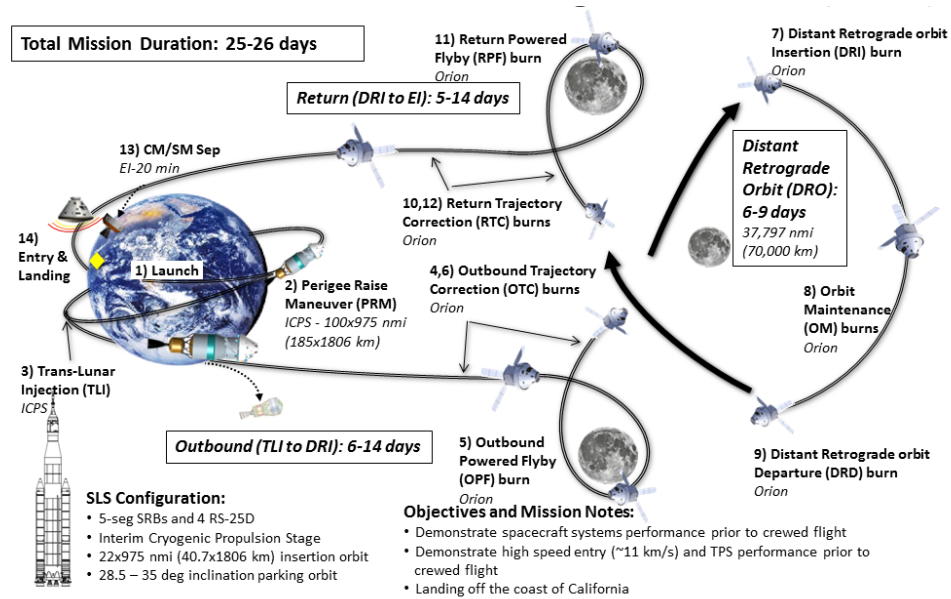 Total Mission Duration: 25-26 days
11) Return Powered
Flyby (RPF) burn
Orion
7) Distant Retrograde orbit
Insertion (DRI) burn
Orion
Return (DRI to EI): 5-14 days
13) CM/SM Sep
EI-20 min
Distant
Retrograde
Orbit (DRO):
6-9 days
37,797 nmi
(70,000 km)
10,12) Return Trajectory
Correction (RTC) burns
Orion
14)
Entry &
Landing
1) Launch
2) Perigee Raise
Maneuver (PRM)
ICPS - 100x975 nmi
(185x1806 km)
4,6) Outbound Trajectory
Correction (OTC) burns
Orion
8) Orbit
Maintenance
(OM) burns
Orion
3) Trans-Lunar
Injection (TLI)
ICPS
Outbound (TLI to DRI): 6-14 days
5) Outbound
Powered Flyby
(OPF) burn
Orion
9) Distant Retrograde orbit
Departure (DRD) burn
Orion
SLS Configuration:
• 5-seg SRBs and 4 RS-25D
• Interim Cryogenic Propulsion Stage
• 22x975 nmi (40.7x1806 km) insertion orbit
• 28.5 – 35 deg inclination parking orbit
Objectives and Mission Notes:
• Demonstrate spacecraft systems performance prior to crewed flight
• Demonstrate high speed entry (~11 km/s) and TPS performance prior to
crewed flight
• Landing off the coast of California